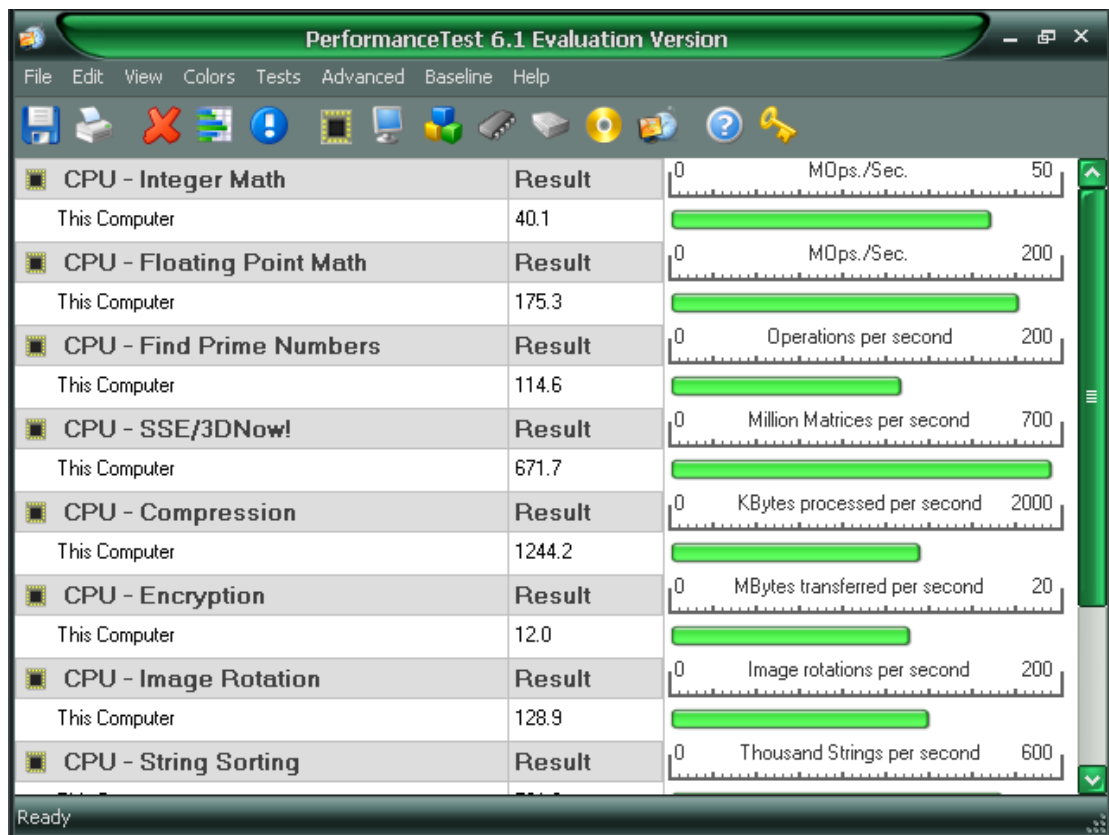 PerformanceTest 6.1 Evaluation Version
File Edit View Colors Tests Advanced Baseline Help
CPU - Integer Math Result 0 MOps./Sec. 50
This Computer 40.1
CPU - Floating Point Math Result 0 MOps./Sec. 200
This Computer 175.3
CPU - Find Prime Numbers Result 0 Operations per second 200
This Computer 114.6
CPU - SSE/3DNow! Result 0 Million Matrices per second 700
This Computer 671.7
CPU - Compression Result 0 KBytes processed per second 2000
This Computer 1244.2
CPU - Encryption Result 0 MBytes transferred per second 20
This Computer 12.0
CPU - Image Rotation Result 0 Image rotations per second 200
This Computer 128.9
CPU - String Sorting Result 0 Thousand Strings per second 600
Ready